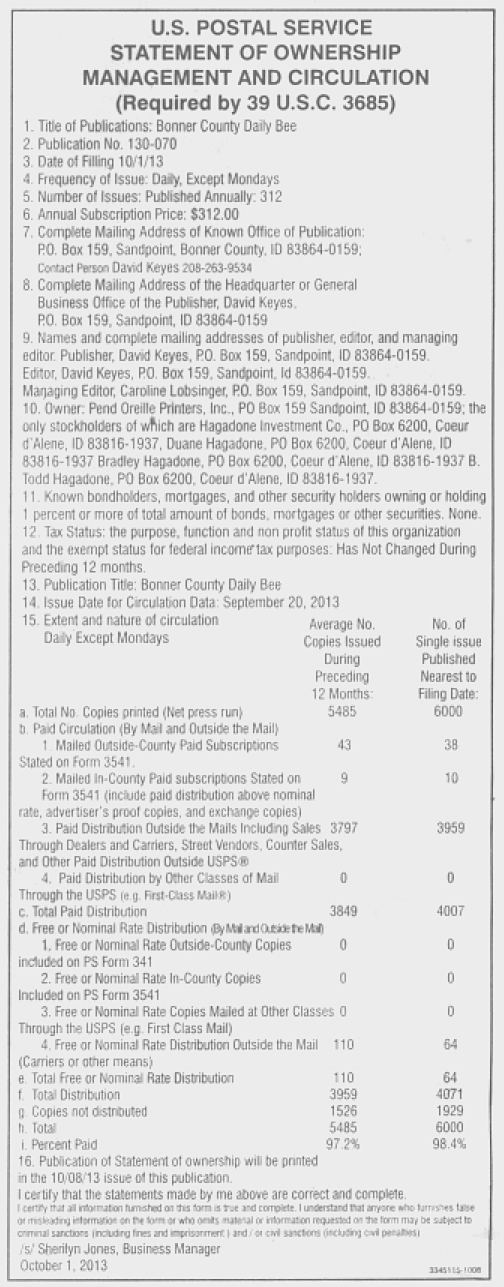 U.S. POSTAL SERVICE
STATEMENT OF OWNERSHIP
MANAGEMENT AND CIRCULATION
(Required by 39 U.S.C. 3685)
1. Title of Publications: Bonner County Daily Bee
2. Publication No. 130-070
3. Date of Filling 10/1/13
4. Frequency of Issue: Daily, Except Mondays
5. Number of Issues: Published Annually: 312
6. Annual Subscription Price: $312.00
7. Complete Mailing Address of Known Office of Publication:
P.O. Box 159, Sandpoint, Bonner County, ID 83864-0159;
Contact Person David Keyes 208-263-9534
8. Complete Mailing Address of the Headquarter or General
Business Office of the Publisher, David Keyes,
P.O. Box 159, Sandpoint, ID 83864-0159
9. Names and complete mailing addresses of publisher, editor, and managing
editor. Publisher, David Keyes, P.O. Box 159, Sandpoint, ID 83864-0159.
Editor, David Keyes, P.O. Box 159, Sandpoint, Id 83864-0159.
Managing Editor, Caroline Lobsinger, P.O. Box 159, Sandpoint, ID 83864-0159.
10. Owner: Pend Oreille Printers, Inc., PO Box 159 Sandpoint, ID 83864-0159; the
only stockholders of which are Hagadone Investment Co., PO Box 6200, Coeur
d'Alene, ID 83816-1937, Duane Hagadone, PO Box 6200, Coeur d'Alene, ID
83816-1937 Bradley Hagadone, PO Box 6200, Coeur d'Alene, ID 83816-1937 B.
Todd Hagadone, PO Box 6200, Coeur d'Alene, ID 83816-1937.
11. Known bondholders, mortgages, and other security holders owning or holding
1 percent or more of total amount of bonds, mortgages or other securities. None.
12. Tax Status: the purpose, function and non profit status of this organization
and the exempt status for federal income tax purposes: Has Not Changed During
Preceding 12 months.
13. Publication Title: Bonner County Daily Bee
14. Issue Date for Circulation Data: September 20, 2013
15. Extent and nature of circulation Average No. No. of
Daily Except Mondays Copies Issued Single issue
During Published
Preceding Nearest to
12 Months: Filing Date:
a. Total No. Copies printed (Net press run) 5485 6000
b. Paid Circulation (By Mail and Outside the Mail)
1. Mailed Outside-County Paid Subscriptions 43 38
Stated on Form 3541.
2. Mailed In-County Paid subscriptions Stated on 9 10
Form 3541 (include paid distribution above nominal
rate, advertiser's proof copies, and exchange copies)
3. Paid Distribution Outside the Mails Including Sales 3797 3959
Through Dealers and Carriers, Street Vendors, Counter Sales,
and Other Paid Distribution Outside USPS®
4. Paid Distribution by Other Classes of Mail 0 0
Through the USPS (e.g. First-Class Mail®)
c. Total Paid Distribution 3849 4007
d. Free or Nominal Rate Distribution (By Mail and Outside the Mail)
1. Free or Nominal Rate Outside-County Copies 0 0
included on PS Form 341
2. Free or Nominal Rate In-County Copies 0 0
Included on PS Form 3541
3. Free or Nominal Rate Copies Mailed at Other Classes 0 0
Through the USPS (e.g. First Class Mail)
4. Free or Nominal Rate Distribution Outside the Mail 110 64
(Carriers or other means)
e. Total Free or Nominal Rate Distribution 110 64
f. Total Distribution 3959 4071
g. Copies not distributed 1526 1929
h. Total 5485 6000
i. Percent Paid 97.2% 98.4%
16. Publication of Statement of ownership will be printed
in the 10/08/13 issue of this publication.
I certify that the statements made by me above are correct and complete.
I certify that all information furnished on this form is true and complete. I understand that anyone who furnishes false
or misleading information on the form or who omits material or information requested on the form may be subject to
criminal sanctions (including fines and imprisonment ) and / or civil sanctions (including civil penalties)
/s/ Sherilyn Jones, Business Manager
October 1, 2013